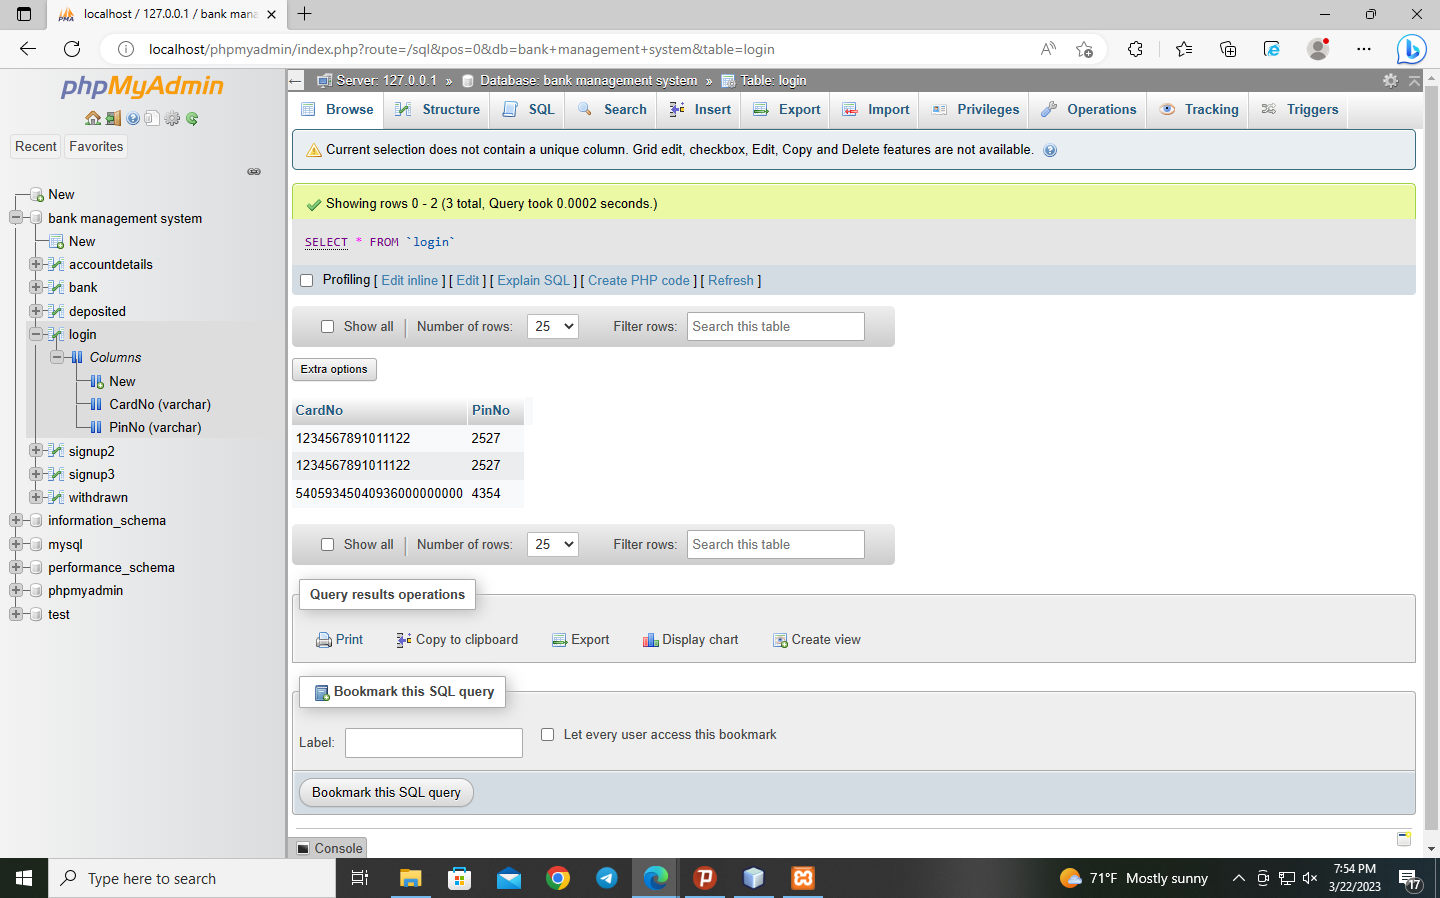 localhost / 127.0.0.1 / bank mana
localhost/phpmyadmin/index.php?route=/sql&pos=0&db=bank+management+system&table=login
phpMyAdmin
Recent Favorites
New
bank management system
New
accountdetails
bank
deposited
login
Columns
New
CardNo (varchar)
PinNo (varchar)
signup2
signup3
withdrawn
information_schema
mysql
performance_schema
phpmyadmin
test
Server: 127.0.0.1 » Database: bank management system » Table: login
Browse Structure SQL Search Insert Export Import Privileges Operations Tracking Triggers
Current selection does not contain a unique column. Grid edit, checkbox, Edit, Copy and Delete features are not available.
Showing rows 0 - 2 (3 total, Query took 0.0002 seconds.)
SELECT * FROM `login`
Profiling [ Edit inline ] [ Edit ] [ Explain SQL ] [ Create PHP code ] [ Refresh ]
Show all | Number of rows: 25 Filter rows: Search this table
Extra options
CardNo PinNo
1234567891011122 2527
1234567891011122 2527
54059345040936000000000 4354
Show all | Number of rows: 25 Filter rows: Search this table
Query results operations
Print Copy to clipboard Export Display chart Create view
Bookmark this SQL query
Label: Let every user access this bookmark
Bookmark this SQL query
Console
Type here to search
71°F Mostly sunny
7:54 PM
3/22/2023
17